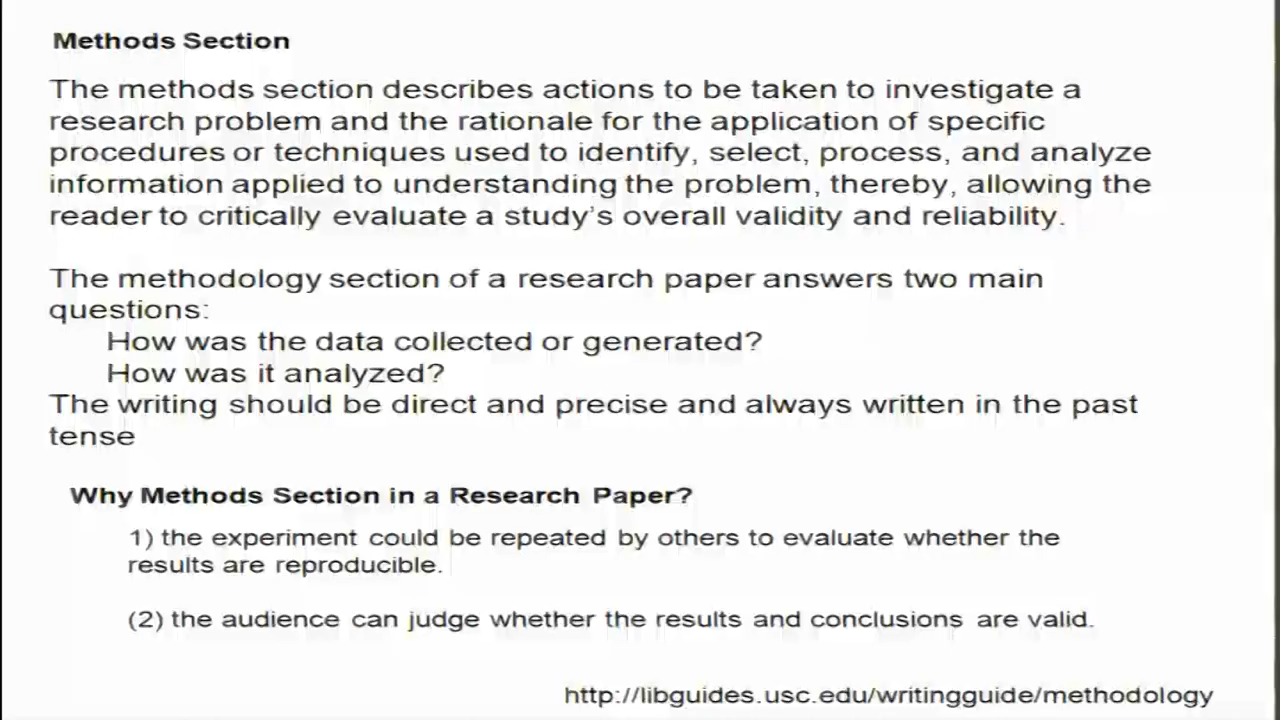 Methods Section
The methods section describes actions to be taken to investigate a
research problem and the rationale for the application of specific
procedures or techniques used to identify, select, process, and analyze
information applied to understanding the problem, thereby, allowing the
reader to critically evaluate a study's overall validity and reliability.
The methodology section of a research paper answers two main
questions:
How was the data collected or generated?
How was it analyzed?
The writing should be direct and precise and always written in the past
tense
Why Methods Section in a Research Paper?
1) the experiment could be repeated by others to evaluate whether the
results are reproducible.
(2) the audience can judge whether the results and conclusions are valid.
http://libguides.usc.edu/writingguide/methodology